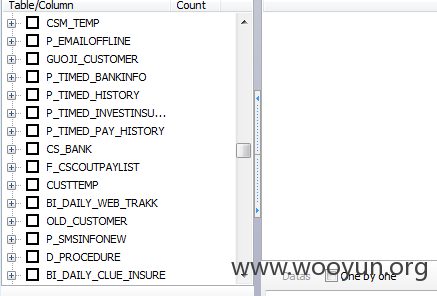 Table/Column Count
CSM_TEMP
P_EMAILOFFLINE
GUOJI_CUSTOMER
P_TIMED_BANKINFO
P_TIMED_HISTORY
P_TIMED_INVESTINSU...
P_TIMED_PAY_HISTORY
CS_BANK
F_CSCOUTPAYLIST
CUSTTEMP
BI_DAILY_WEB_TRAKK
OLD_CUSTOMER
P_SMSINFONEW
D_PROCEDURE
BI_DAILY_CLUE_INSURE
www.wooyun.org
Datas One by one